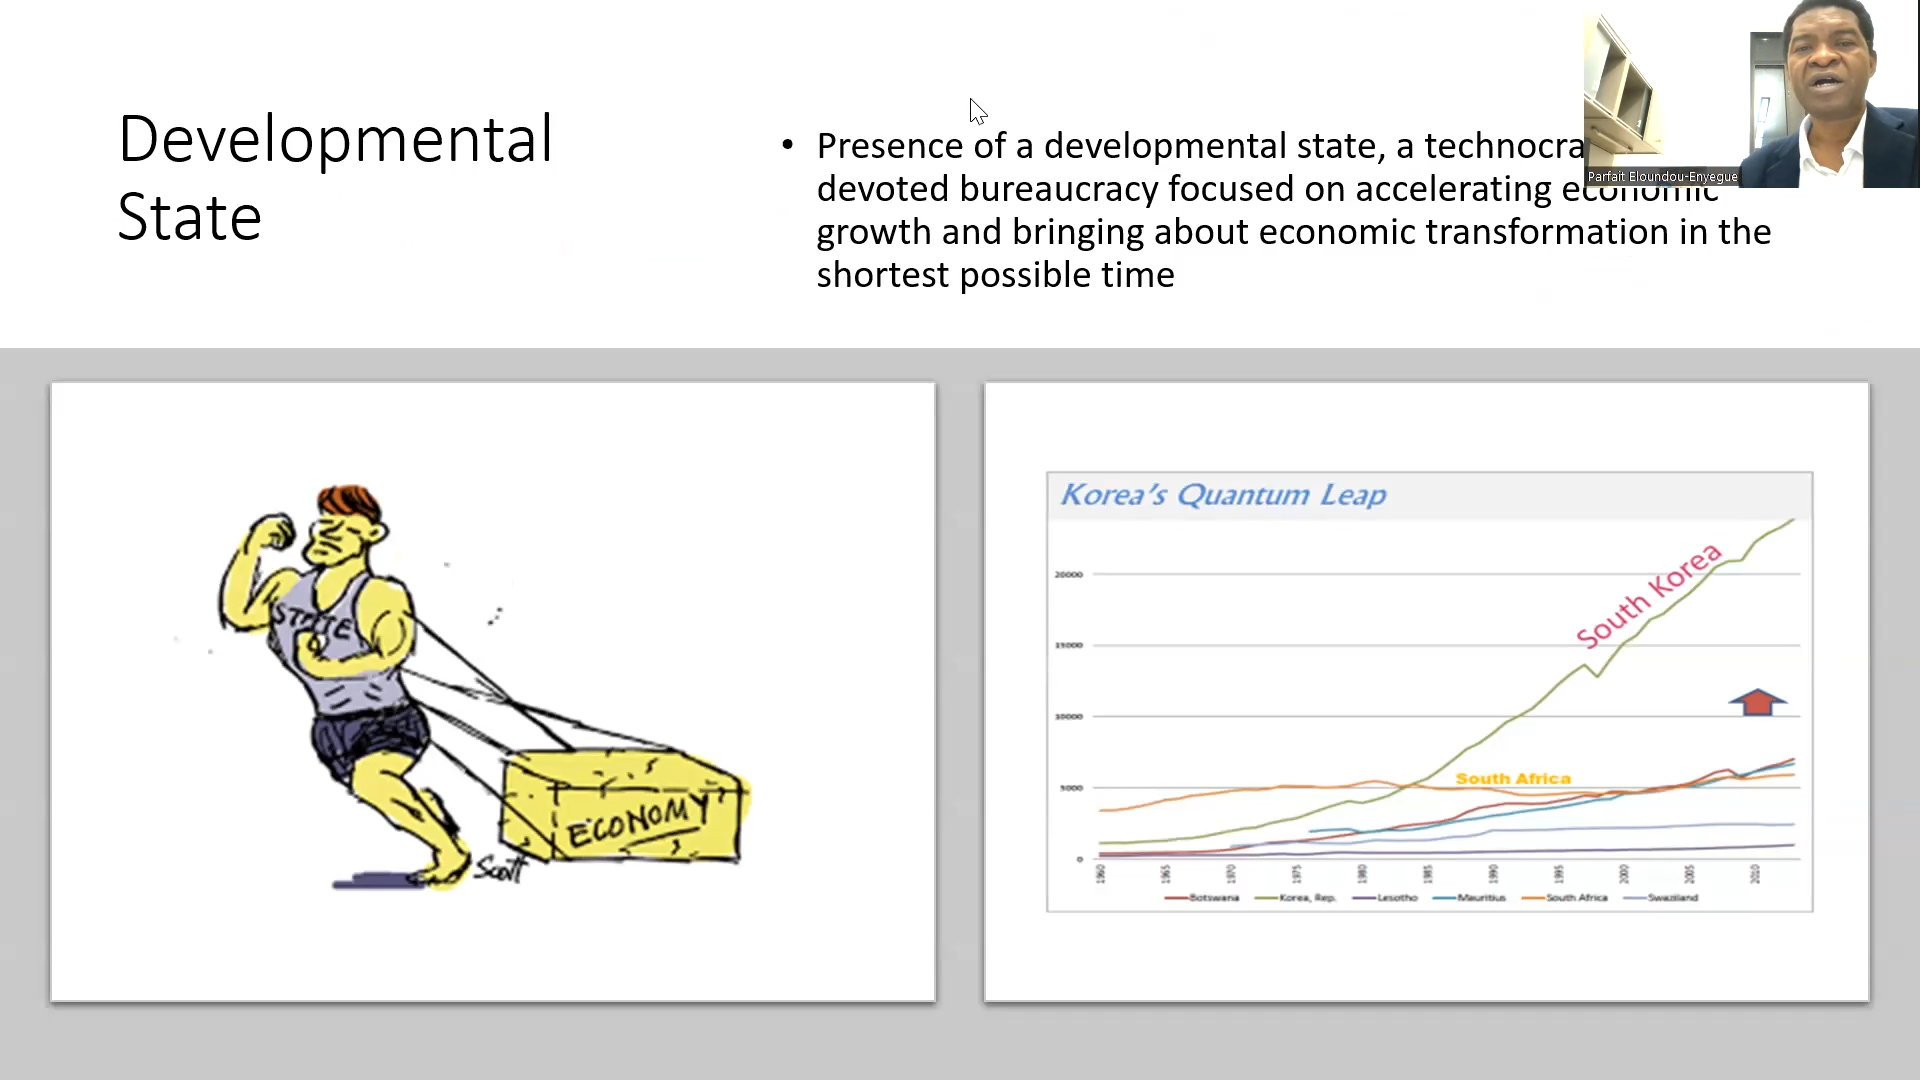 Developmental
State
• Presence of a developmental state, a technocra
devoted bureaucracy focused on accelerating economic
growth and bringing about economic transformation in the
shortest possible time
Parfait Eloundou-Enyegue
STATE
ECONOMY
Scott
Korea's Quantum Leap
South Korea
South Africa
20000
15000
10000
5000
0
1960 1965 1970 1975 1980 1985 1990 1995 2000 2005 2010
Botswana Korea, Rep. Lesotho Mauritius South Africa Swaziland